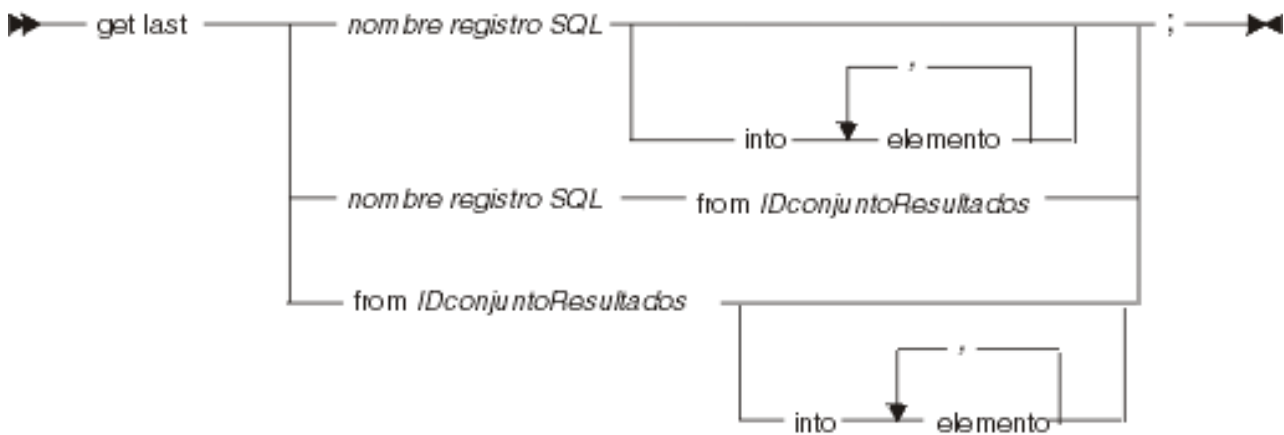 get last nombre registro SQL ;
,
into elemento
nombre registro SQL from IDconjuntoResultados
from IDconjuntoResultados
,
into elemento